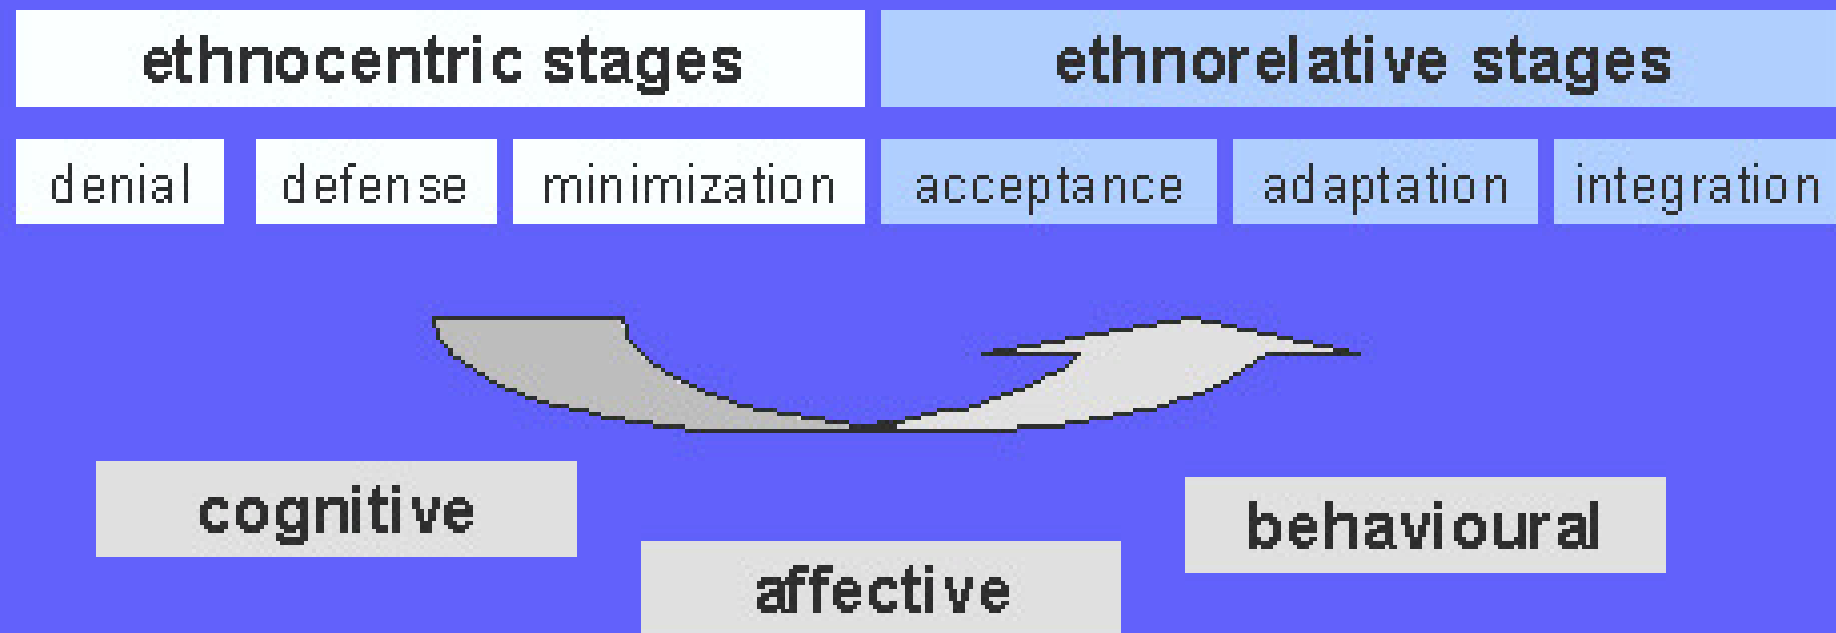 ethnocentric stages
ethnorelative stages
denial
defense
minimization
acceptance
adaptation
integration
cognitive
affective
behavioural